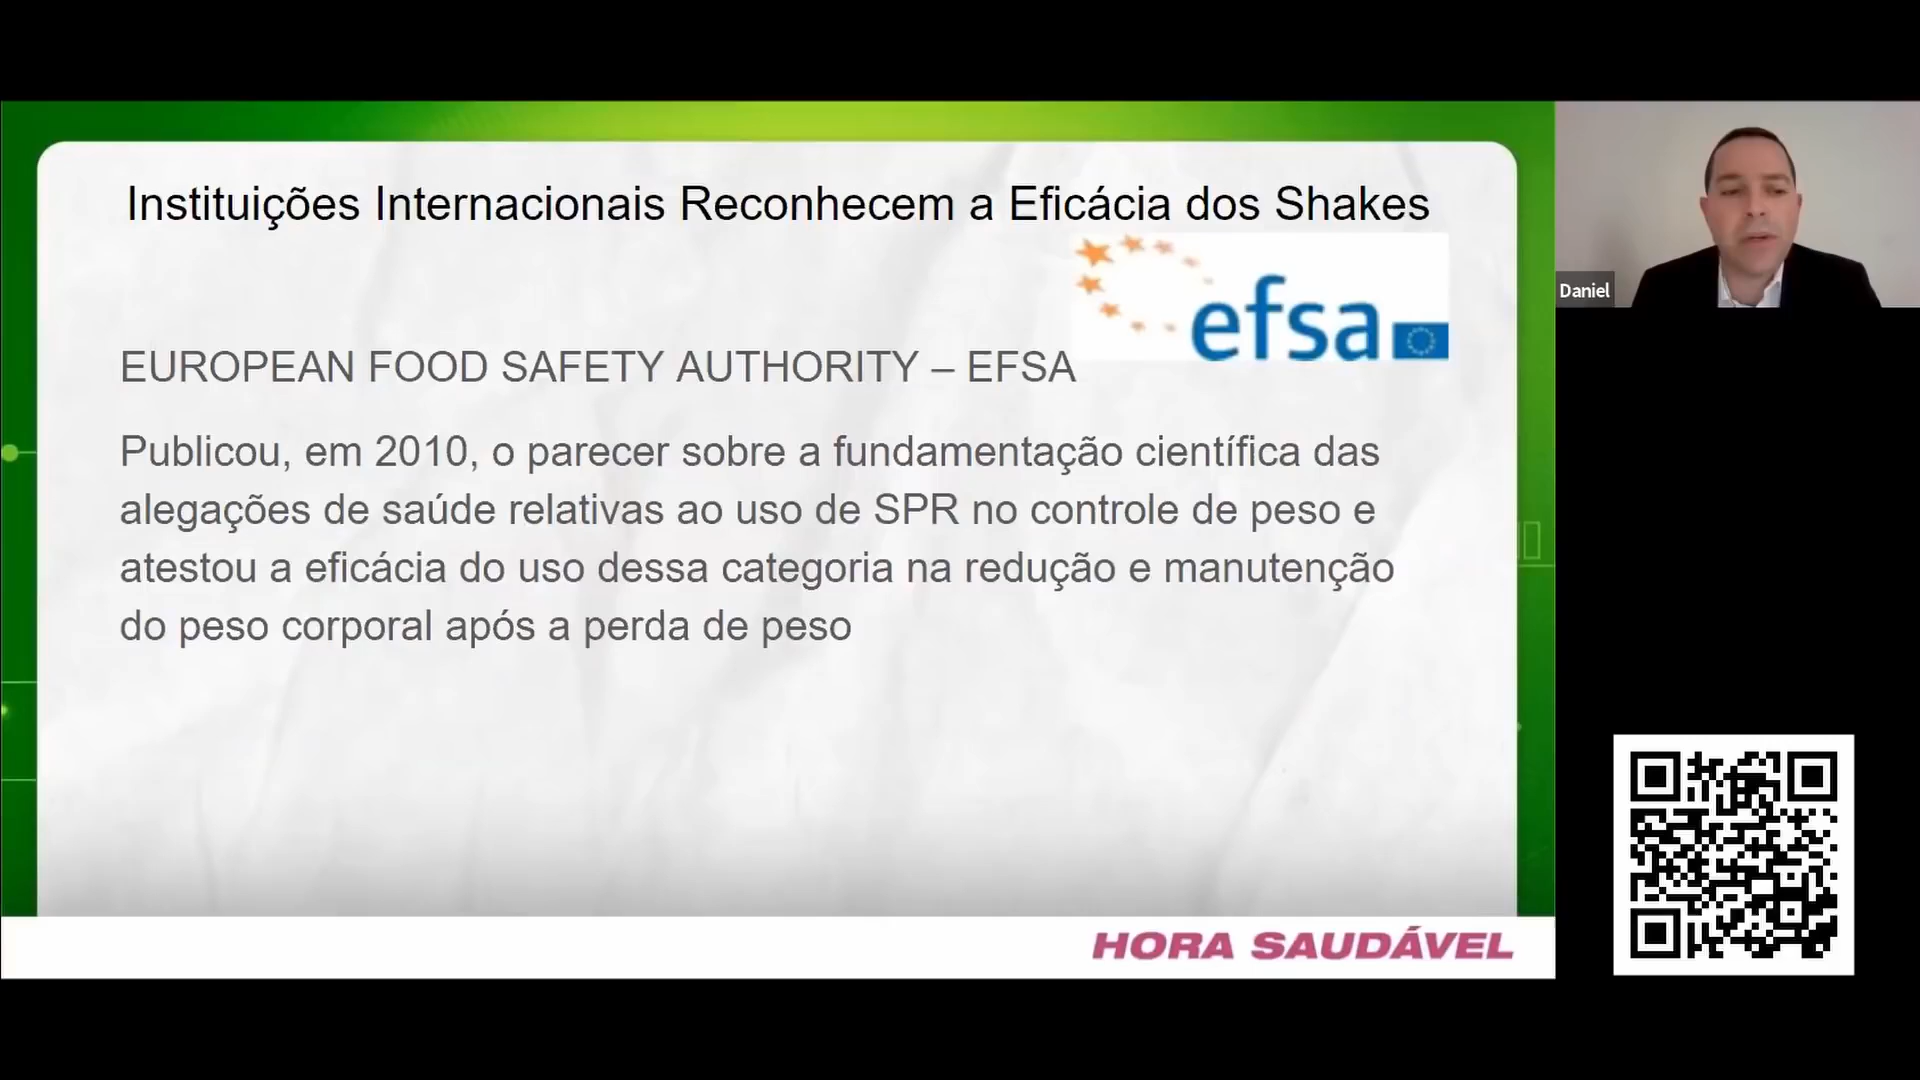 Instituições Internacionais Reconhecem a Eficácia dos Shakes
efsa
EUROPEAN FOOD SAFETY AUTHORITY – EFSA
Publicou, em 2010, o parecer sobre a fundamentação científica das
alegações de saúde relativas ao uso de SPR no controle de peso e
atestou a eficácia do uso dessa categoria na redução e manutenção
do peso corporal após a perda de peso
Daniel
HORA SAUDÁVEL